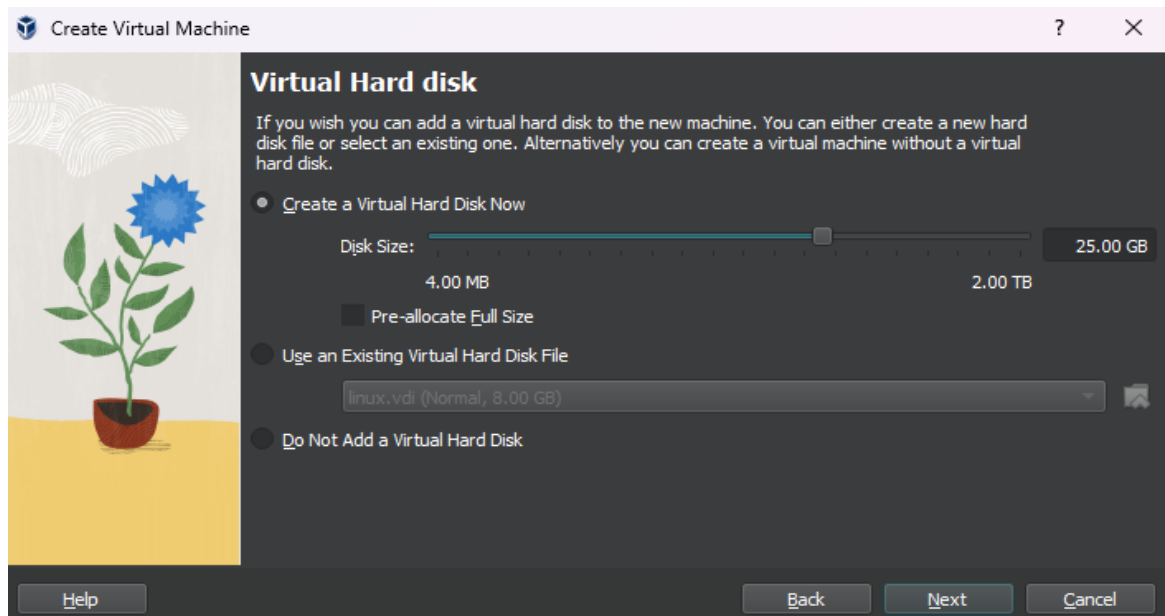 Create Virtual Machine
Virtual Hard disk
If you wish you can add a virtual hard disk to the new machine. You can either create a new hard
disk file or select an existing one. Alternatively you can create a virtual machine without a virtual
hard disk.
Create a Virtual Hard Disk Now
Disk Size:
25.00 GB
4.00 MB
2.00 TB
Pre-allocate Full Size
Use an Existing Virtual Hard Disk File
linux.vdi (Normal, 8.00 GB)
Do Not Add a Virtual Hard Disk
Help
Back
Next
Cancel